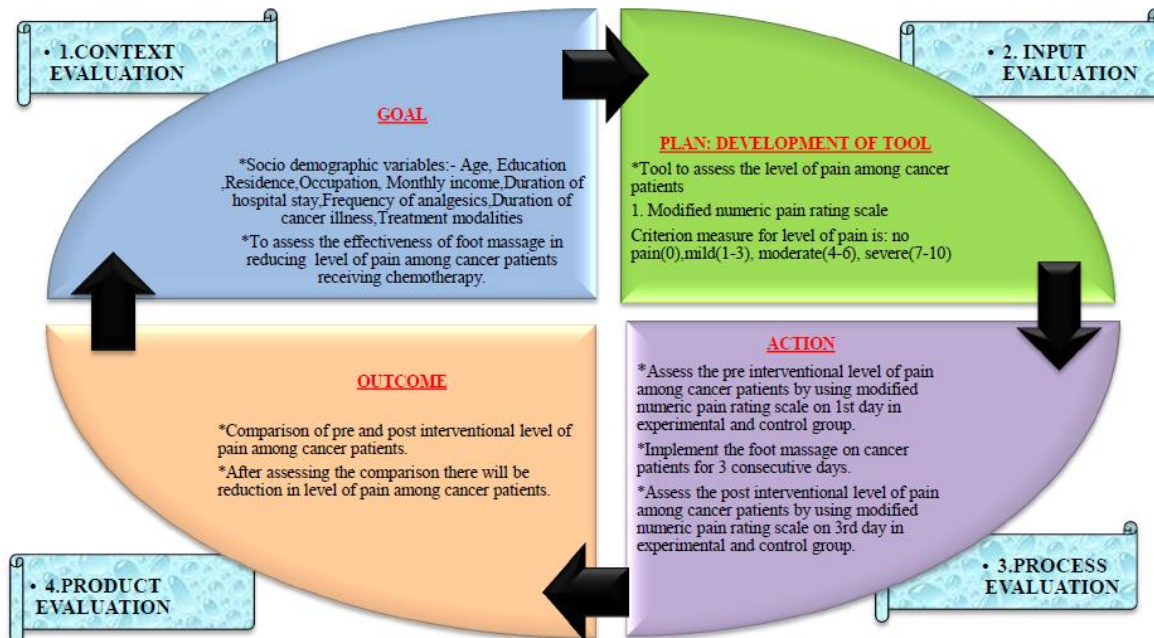 • 1.CONTEXT
EVALUATION
GOAL
*Socio demographic variables:- Age, Education
,Residence,Occupation, Monthly income,Duration of
hospital stay,Frequency of analgesics,Duration of
cancer illness,Treatment modalities
*To assess the effectiveness of foot massage in
reducing level of pain among cancer patients
receiving chemotherapy.
• 2. INPUT
EVALUATION
PLAN: DEVELOPMENT OF TOOL
*Tool to assess the level of pain among cancer
patients
1. Modified numeric pain rating scale
Criterion measure for level of pain is: no
pain(0),mild(1-3), moderate(4-6), severe(7-10)
ACTION
*Assess the pre interventional level of pain
among cancer patients by using modified
numeric pain rating scale on 1st day in
experimental and control group.
*Implement the foot massage on cancer
patients for 3 consecutive days.
*Assess the post interventional level of pain
among cancer patients by using modified
numeric pain rating scale on 3rd day in
experimental and control group.
• 3.PROCESS
EVALUATION
OUTCOME
*Comparison of pre and post interventional level of
pain among cancer patients.
*After assessing the comparison there will be
reduction in level of pain among cancer patients.
• 4.PRODUCT
EVALUATION